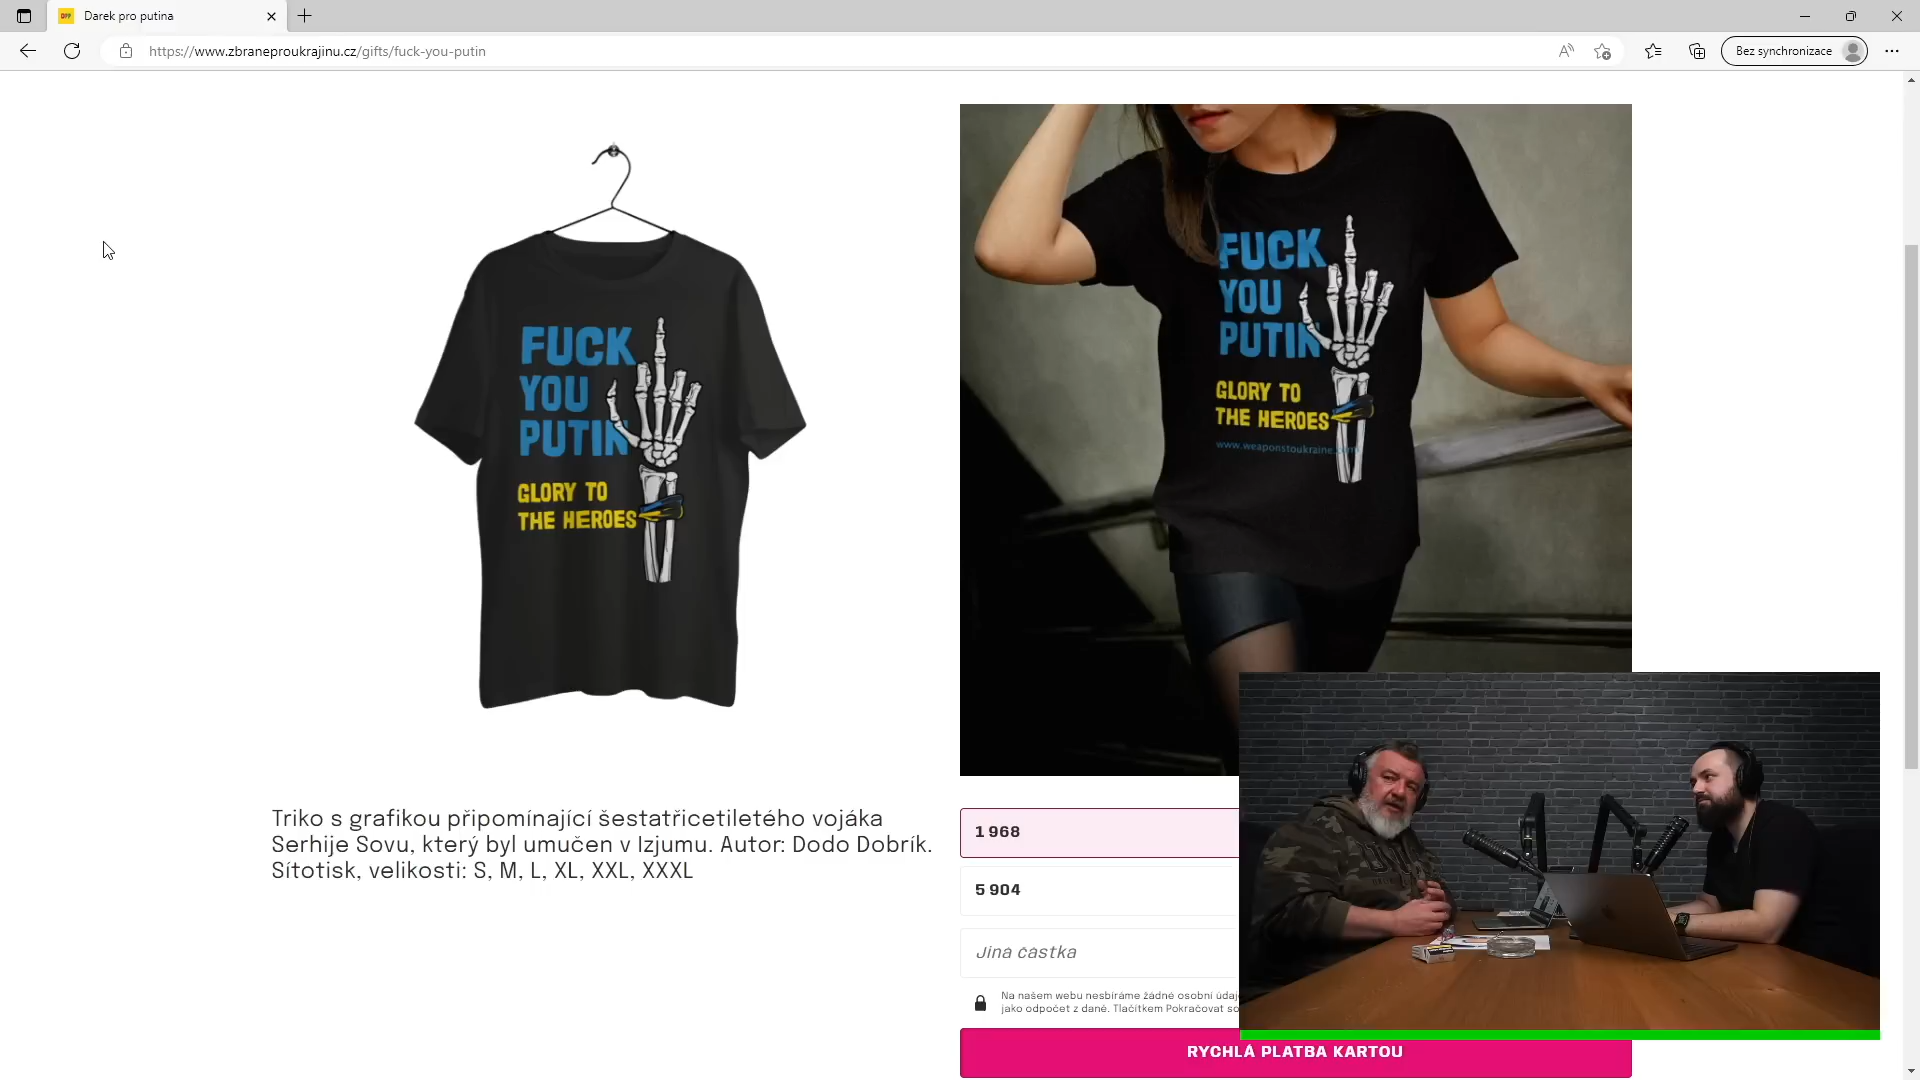 Darek pro putina
https://www.zbraneproukrajinu.cz/gifts/fuck-you-putin
Bez synchronizace
FUCK
YOU
PUTIN
GLORY TO
THE HEROES
FUCK
YOU
PUTIN
GLORY TO
THE HEROES
www.weaponstoukraine.com
Triko s grafikou připomínající šestatřicetiletého vojáka
Serhije Sovu, který byl umučen v Izjumu. Autor: Dodo Dobrík.
Sítotisk, velikosti: S, M, L, XL, XXL, XXXL
1 968
5 904
Jiná částka
Na našem webu nesbíráme žádné osobní údaj
jako odpočet z daně. Tlačítkem Pokračovat so
RYCHLÁ PLATBA KARTOU